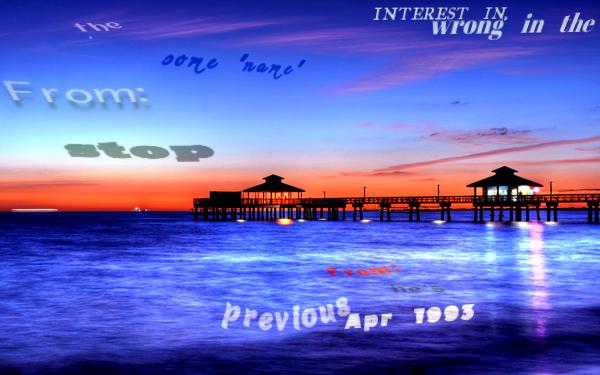 INTEREST IN
wrong in the
the
some 'name'
From:
stop
From:
he's
previous
Apr 1993